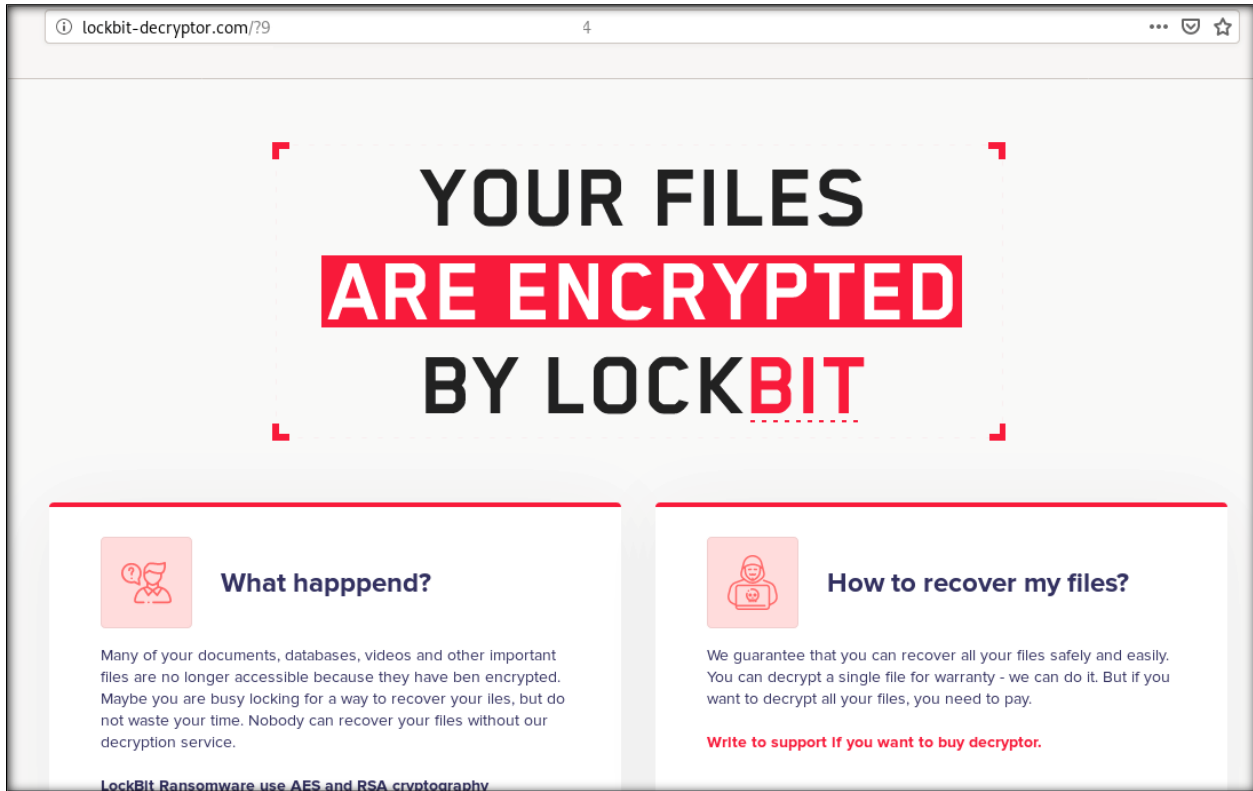 lockbit-decryptor.com/?9 4
YOUR FILES
ARE ENCRYPTED
BY LOCKBIT
What happpend?
Many of your documents, databases, videos and other important
files are no longer accessible because they have ben encrypted.
Maybe you are busy locking for a way to recover your iles, but do
not waste your time. Nobody can recover your files without our
decryption service.
LockBit Ransomware use AES and RSA cryptography
How to recover my files?
We guarantee that you can recover all your files safely and easily.
You can decrypt a single file for warranty - we can do it. But if you
want to decrypt all your files, you need to pay.
Write to support if you want to buy decryptor.